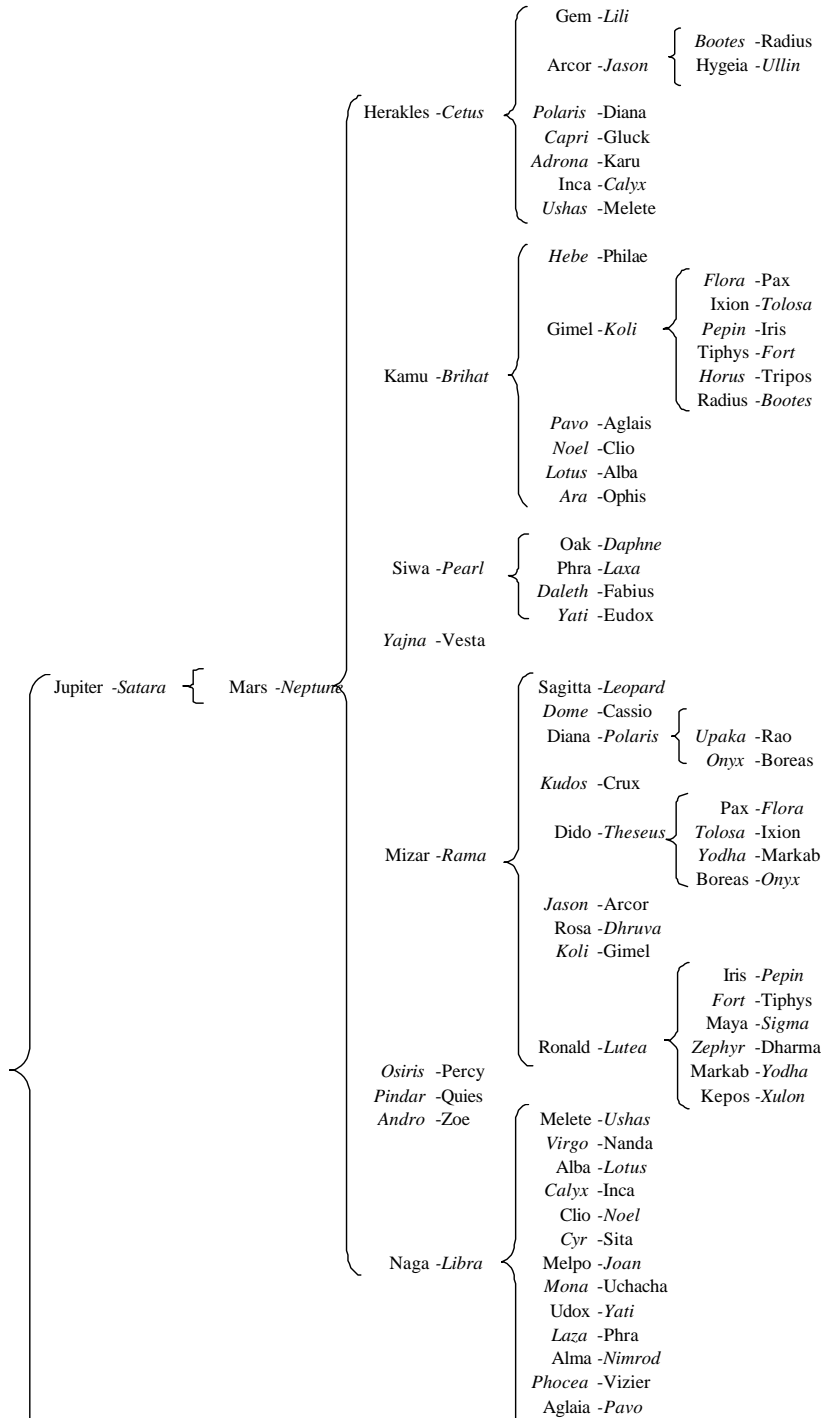 Gem -Lili
Bootes -Radius
Arcor -Jason
Hygeia -Ullin
Herakles -Cetus
Polaris -Diana
Capri -Gluck
Adrona -Karu
Inca -Calyx
Ushas -Melete
Hebe -Philae
Flora -Pax
Ixion -Tolosa
Gimel -Koli
Pepin -Iris
Tiphys -Fort
Kamu -Brihat
Horus -Tripos
Radius -Bootes
Pavo -Aglais
Noel -Clio
Lotus -Alba
Ara -Ophis
Oak -Daphne
Siwa -Pearl
Phra -Laxa
Daleth -Fabius
Yati -Eudox
Yajna -Vesta
Jupiter -Satara
Mars -Neptune
Sagitta -Leopard
Dome -Cassio
Diana -Polaris
Upaka -Rao
Onyx -Boreas
Kudos -Crux
Pax -Flora
Dido -Theseus
Tolosa -Ixion
Mizar -Rama
Yodha -Markab
Boreas -Onyx
Jason -Arcor
Rosa -Dhruva
Koli -Gimel
Iris -Pepin
Fort -Tiphys
Maya -Sigma
Ronald -Lutea
Zephyr -Dharma
Osiris -Percy
Markab -Yodha
Pindar -Quies
Kepos -Xulon
Andro -Zoe
Melete -Ushas
Virgo -Nanda
Alba -Lotus
Calyx -Inca
Clio -Noel
Cyr -Sita
Naga -Libra
Melpo -Joan
Mona -Uchacha
Udox -Yati
Laza -Phra
Alma -Nimrod
Phocea -Vizier
Aglaia -Pavo